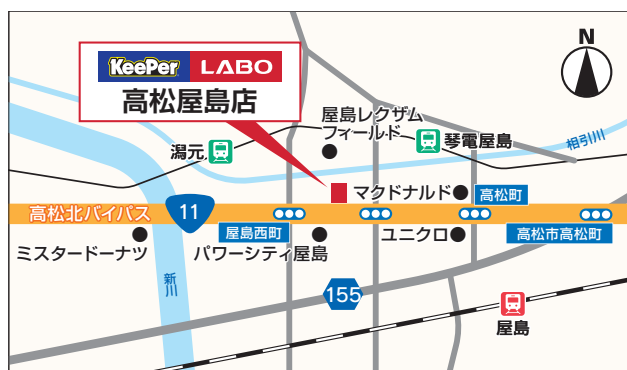 N
KeePer LABO
高松屋島店
屋島レクザム
フィールド
琴電屋島
相引川
潟元
マクドナルド
高松町
高松北バイパス
11
屋島西町
ミスタードーナツ
パワーシティ屋島
ユニクロ
高松市高松町
新川
155
屋島